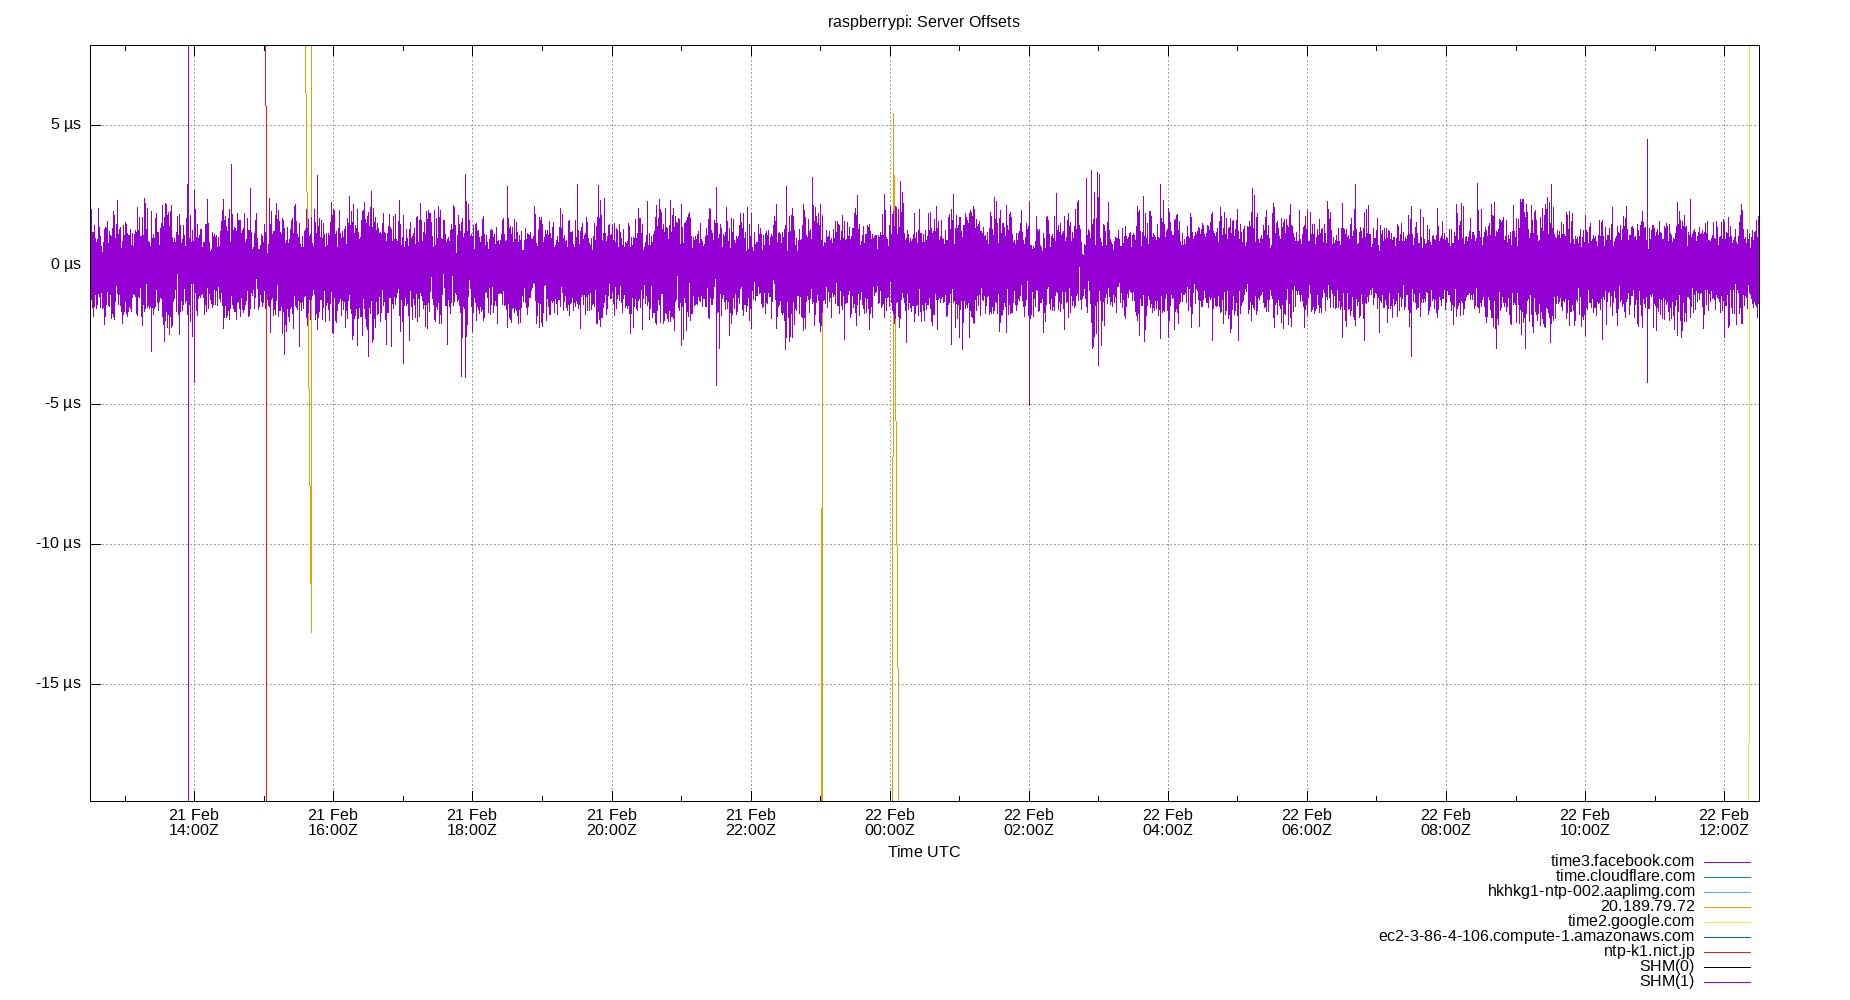 raspberrypi: Server Offsets
5 µs
0 µs
-5 µs
-10 µs
-15 µs
21 Feb 21 Feb 21 Feb 21 Feb 21 Feb 22 Feb 22 Feb 22 Feb 22 Feb 22 Feb 22 Feb 22 Feb
14:00Z 16:00Z 18:00Z 20:00Z 22:00Z 00:00Z 02:00Z 04:00Z 06:00Z 08:00Z 10:00Z 12:00Z
Time UTC
time3.facebook.com
time.cloudflare.com
hkhkg1-ntp-002.aaplimg.com
20.189.79.72
time2.google.com
ec2-3-86-4-106.compute-1.amazonaws.com
ntp-k1.nict.jp
SHM(0)
SHM(1)